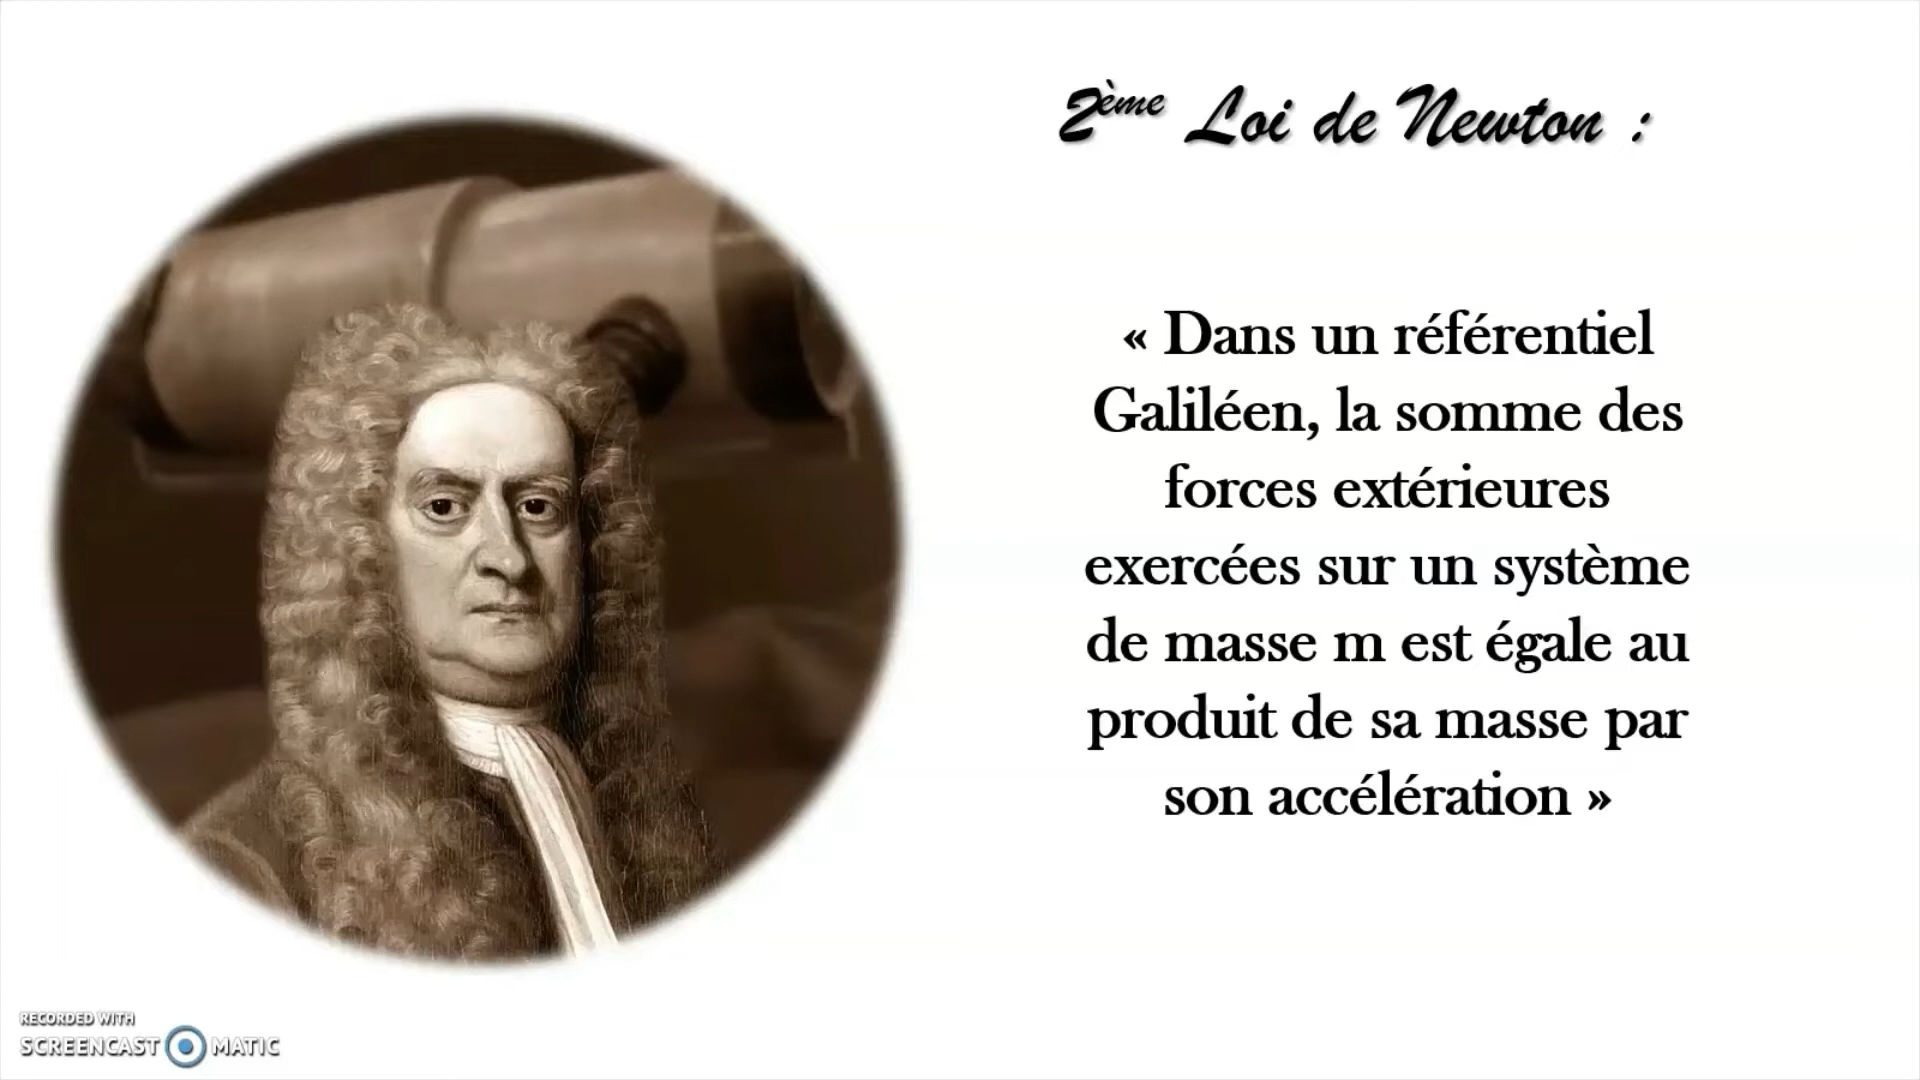 2ème Loi de Newton :
« Dans un référentiel
Galiléen, la somme des
forces extérieures
exercées sur un système
de masse m est égale au
produit de sa masse par
son accélération »
RECORDED WITH
SCREENCAST MATIC